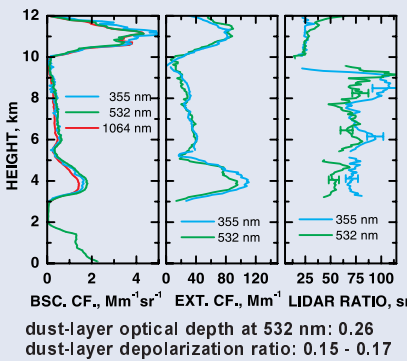 12
10
8
6
4
2
0
HEIGHT, km
355 nm
532 nm
1064 nm
355 nm
532 nm
355 nm
532 nm
0 2 4
40 80 120
25 50 75 100
BSC. CF., Mm-1sr-1
EXT. CF., Mm-1
LIDAR RATIO, sr
dust-layer optical depth at 532 nm: 0.26
dust-layer depolarization ratio: 0.15 - 0.17